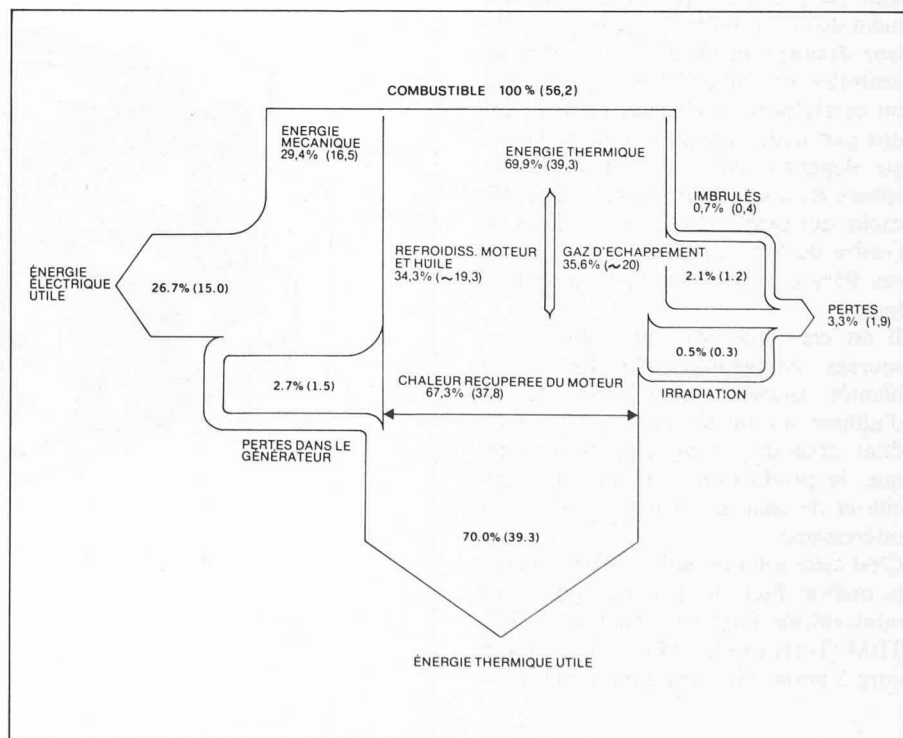 COMBUSTIBLE 100 % (56,2)
ENERGIE
MECANIQUE
29,4% (16,5)
ENERGIE THERMIQUE
69,9% (39,3)
IMBRULÉS
0,7% (0,4)
REFROIDISS. MOTEUR
ET HUILE
34,3% (~19,3)
GAZ D'ECHAPPEMENT
35,6% (~20)
2.1% (1.2)
ÉNERGIE
ÉLECTRIQUE
UTILE
26.7% (15.0)
PERTES
3,3% (1,9)
0.5% (0.3)
2.7% (1.5)
CHALEUR RECUPEREE DU MOTEUR
67,3% (37,8)
IRRADIATION
PERTES DANS LE
GÉNÉRATEUR
70.0% (39.3)
ÉNERGIE THERMIQUE UTILE